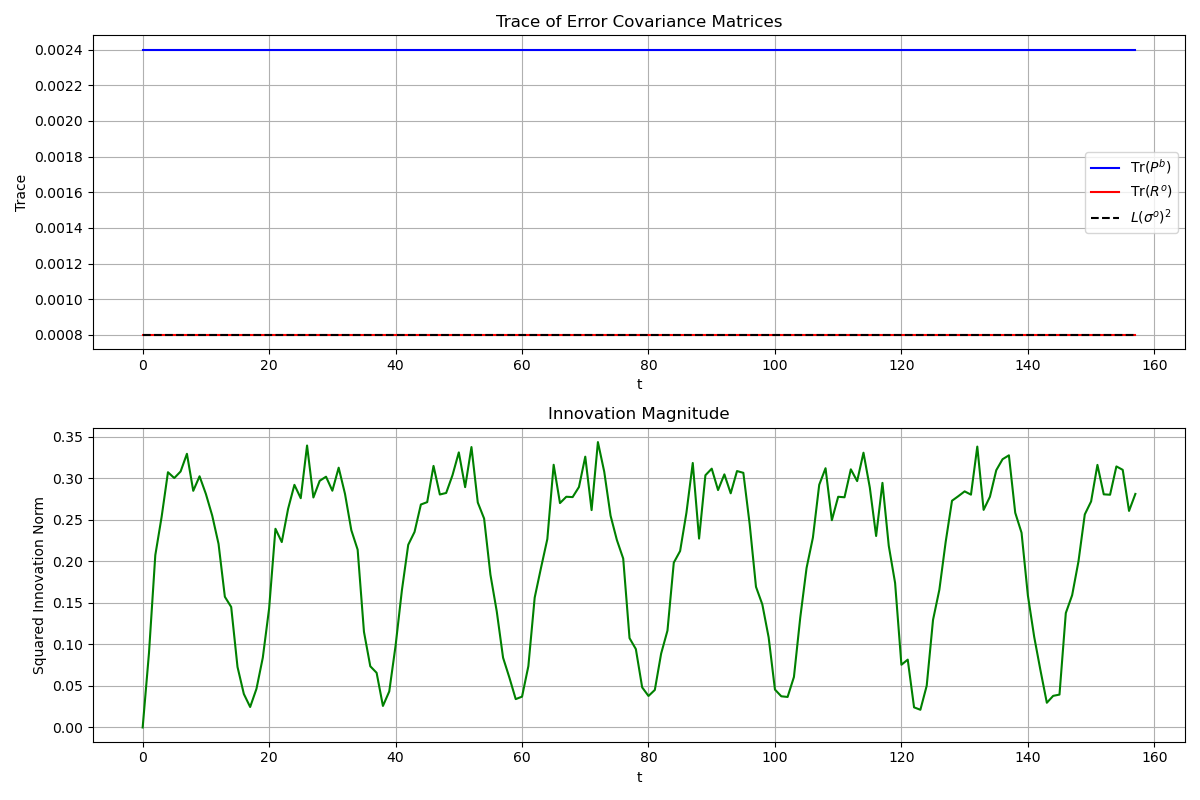 Trace of Error Covariance Matrices
Trace
0.0024
0.0022
0.0020
0.0018
0.0016
0.0014
0.0012
0.0010
0.0008
Tr(P^b)
Tr(R^o)
L(σ^o)^2
0 20 40 60 80 100 120 140 160
t
Innovation Magnitude
Squared Innovation Norm
0.35
0.30
0.25
0.20
0.15
0.10
0.05
0.00
0 20 40 60 80 100 120 140 160
t